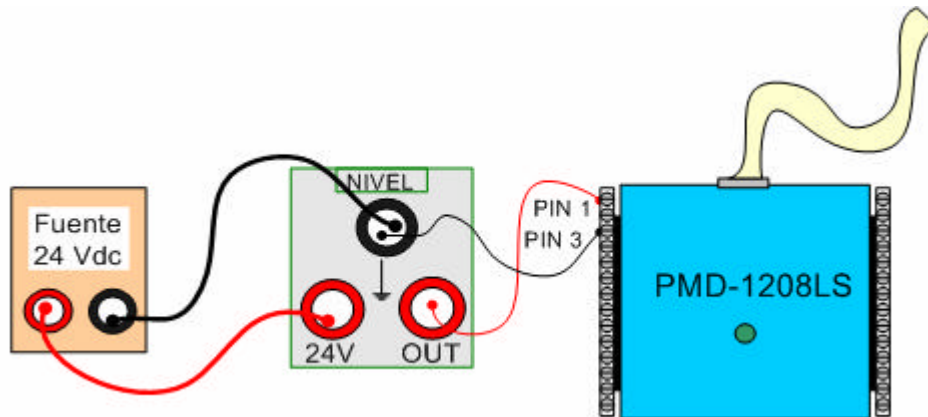 Fuente
24 Vdc
NIVEL
24V
OUT
PIN 1
PIN 3
PMD-1208LS